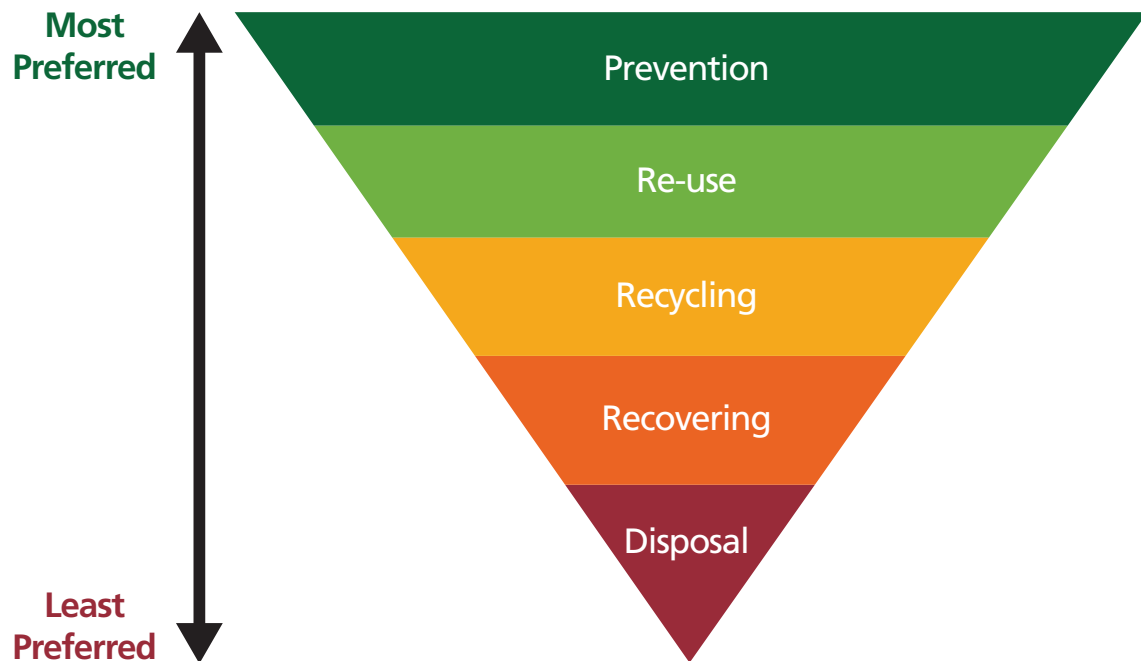 Most
Preferred
Prevention
Re-use
Recycling
Recovering
Disposal
Least
Preferred